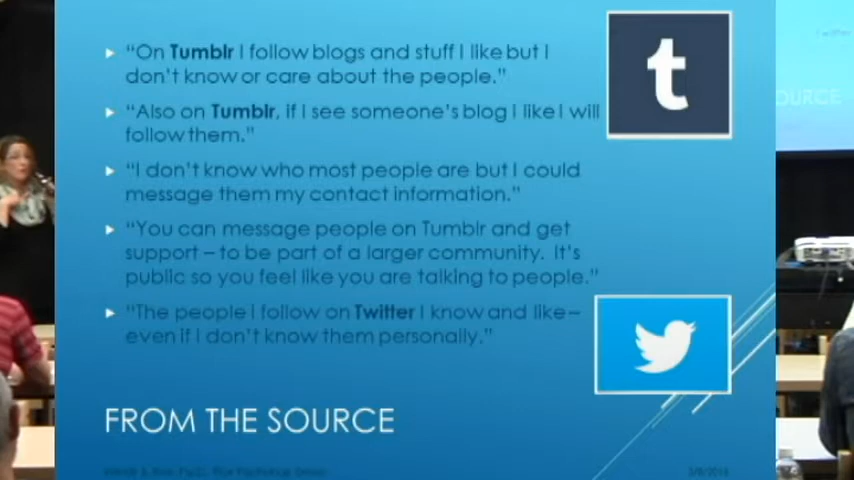 “On Tumblr I follow blogs and stuff I like but I
don’t know or care about the people.”
“Also on Tumblr, if I see someone’s blog I like I will
follow them.”
“I don’t know who most people are but I could
message them my contact information.”
“You can message people on Tumblr and get
support – to be part of a larger community. It’s
public so you feel like you are talking to people.”
“The people I follow on Twitter I know and like –
even if I don’t know them personally.”
FROM THE SOURCE
t
OURCE